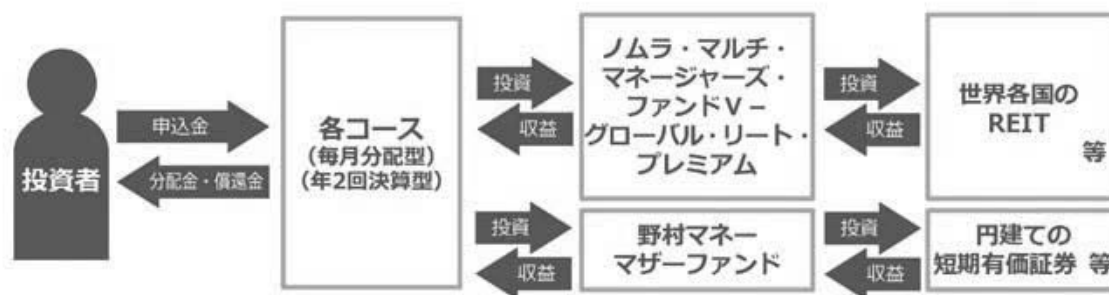 投資者
申込金
分配金・償還金
各コース
(毎月分配型)
(年2回決算型)
投資
収益
ノムラ・マルチ・
マネージャーズ・
ファンドⅤ－
グローバル・リート・
プレミアム
投資
収益
世界各国の
REIT
等
投資
収益
野村マネー
マザーファンド
投資
収益
円建ての
短期有価証券 等